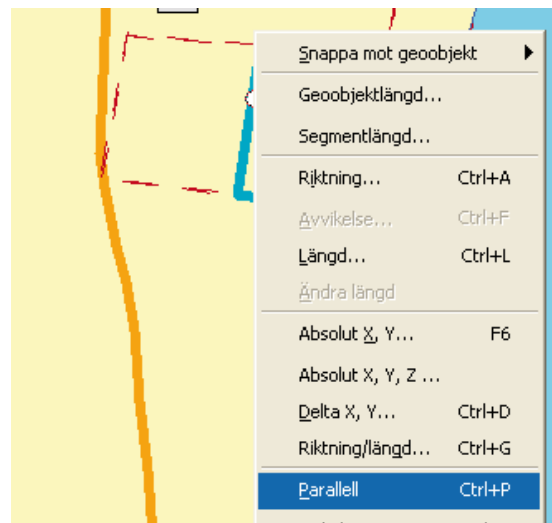 Snappa mot geoobjekt
Geoobjektlängd...
Segmentlängd...
Riktning... Ctrl+A
Avvikelse... Ctrl+F
Längd... Ctrl+L
Ändra längd
Absolut X, Y... F6
Absolut X, Y, Z ...
Delta X, Y... Ctrl+D
Riktning/längd... Ctrl+G
Parallell Ctrl+P